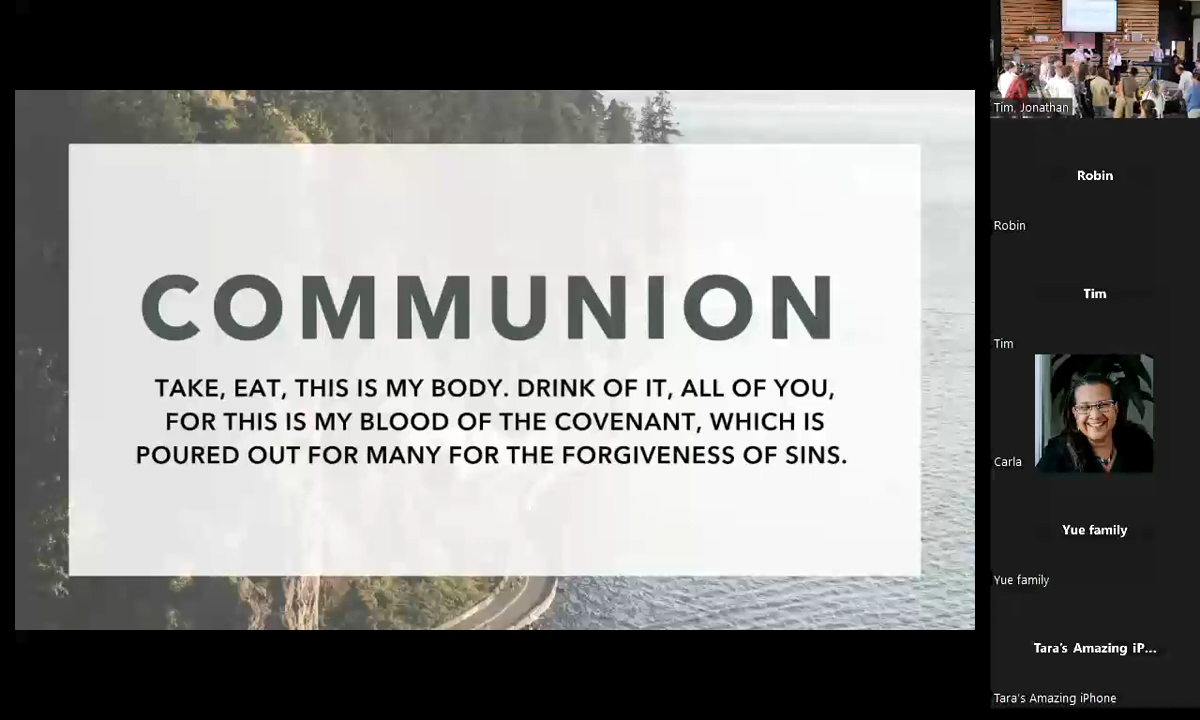 COMMUNION
TAKE, EAT, THIS IS MY BODY. DRINK OF IT, ALL OF YOU,
FOR THIS IS MY BLOOD OF THE COVENANT, WHICH IS
POURED OUT FOR MANY FOR THE FORGIVENESS OF SINS.
Tim, Jonathan
Robin
Robin
Tim
Tim
Carla
Yue family
Yue family
Tara's Amazing iP...
Tara's Amazing iPhone